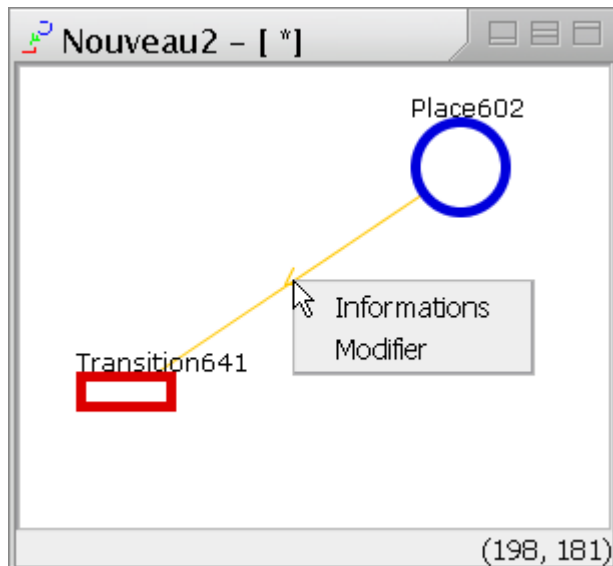 Nouveau2 – [ *]
Place602
Informations
Modifier
Transition641
(198, 181)